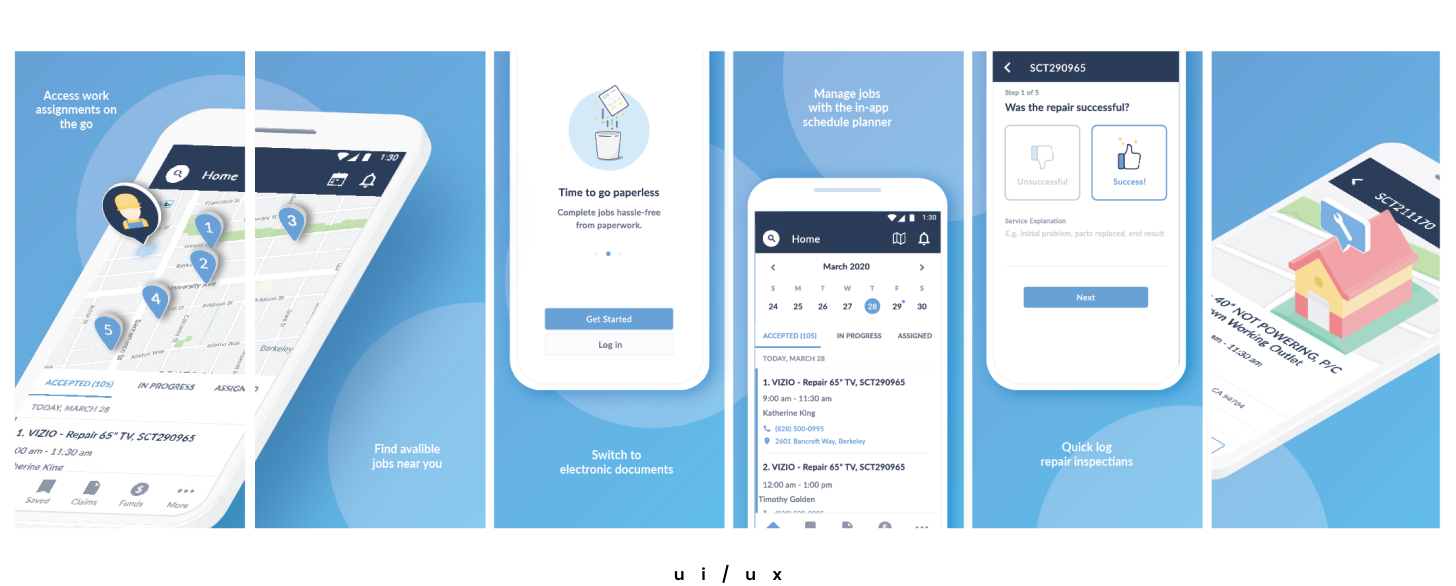 Access work
assignments on
the go
1:30
Home
Francisco St
1
2
3
4
5
University Ave
Addison St
Addison St
Berkeley
ACCEPTED (105)
IN PROGRESS
ASSIGN
TODAY, MARCH 28
1. VIZIO - Repair 65" TV, SCT290965
00 am - 11:30 am
herine King
Saved
Claims
Funds
More
Find avalible
jobs near you
Time to go paperless
Complete jobs hassle-free
from paperwork.
Get Started
Log in
Switch to
electronic documents
Manage jobs
with the in-app
schedule planner
1:30
Home
March 2020
S M T W T F S
24 25 26 27 28 29 30
ACCEPTED (105)
IN PROGRESS
ASSIGNED
TODAY, MARCH 28
1. VIZIO - Repair 65" TV, SCT290965
9:00 am - 11:30 am
Katherine King
(828) 500-0995
2601 Bancroft Way, Berkeley
2. VIZIO - Repair 65" TV, SCT290965
12:00 am - 1:00 pm
Timothy Golden
SCT290965
Step 1 of 5
Was the repair successful?
Unsuccessful
Success!
Service Explanation
E.g. Initial problem, parts replaced, end result
Next
Quick log
repair inspectians
SCT211170
40" NOT POWERING, P/C
wn Working Outlet
am - 11:30 am
CA 94704
ui/ux